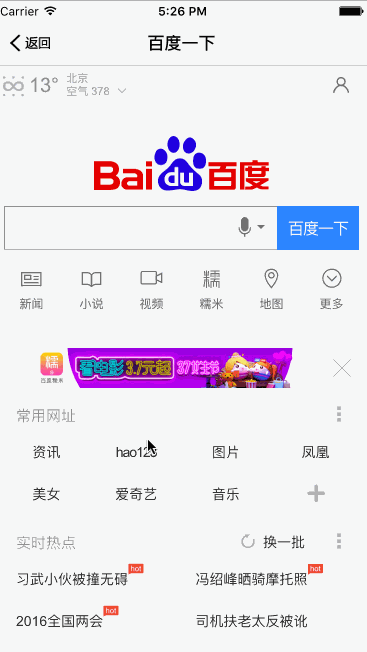 Carrier 5:26 PM
返回 百度一下
13° 北京
空气 378
Bai du 百度
百度一下
新闻 小说 视频 糯米 地图 更多
糯 百度糯米 看电影3.7元起 37女生节
常用网址
资讯 hao123 图片 凤凰
美女 爱奇艺 音乐
实时热点 换一批
习武小伙被撞无碍 hot 冯绍峰晒骑摩托照 hot
2016全国两会 hot 司机扶老太反被讹